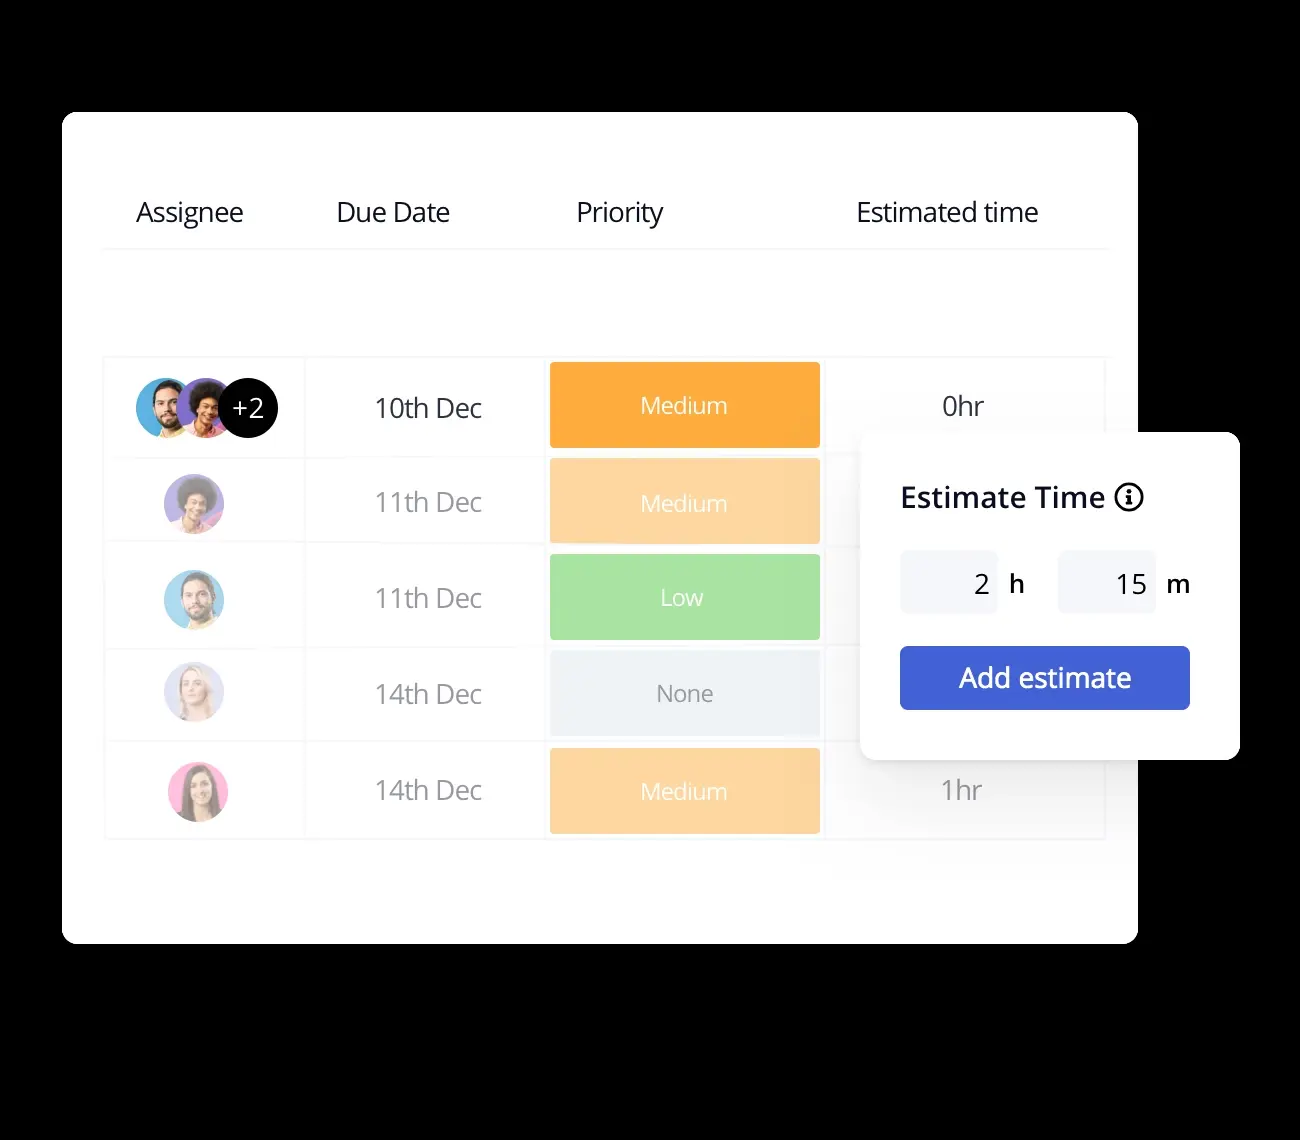 Assignee Due Date Priority Estimated time
+2 10th Dec Medium 0hr
11th Dec Medium
11th Dec Low
14th Dec None
14th Dec Medium 1hr
Estimate Time
2 h 15 m
Add estimate